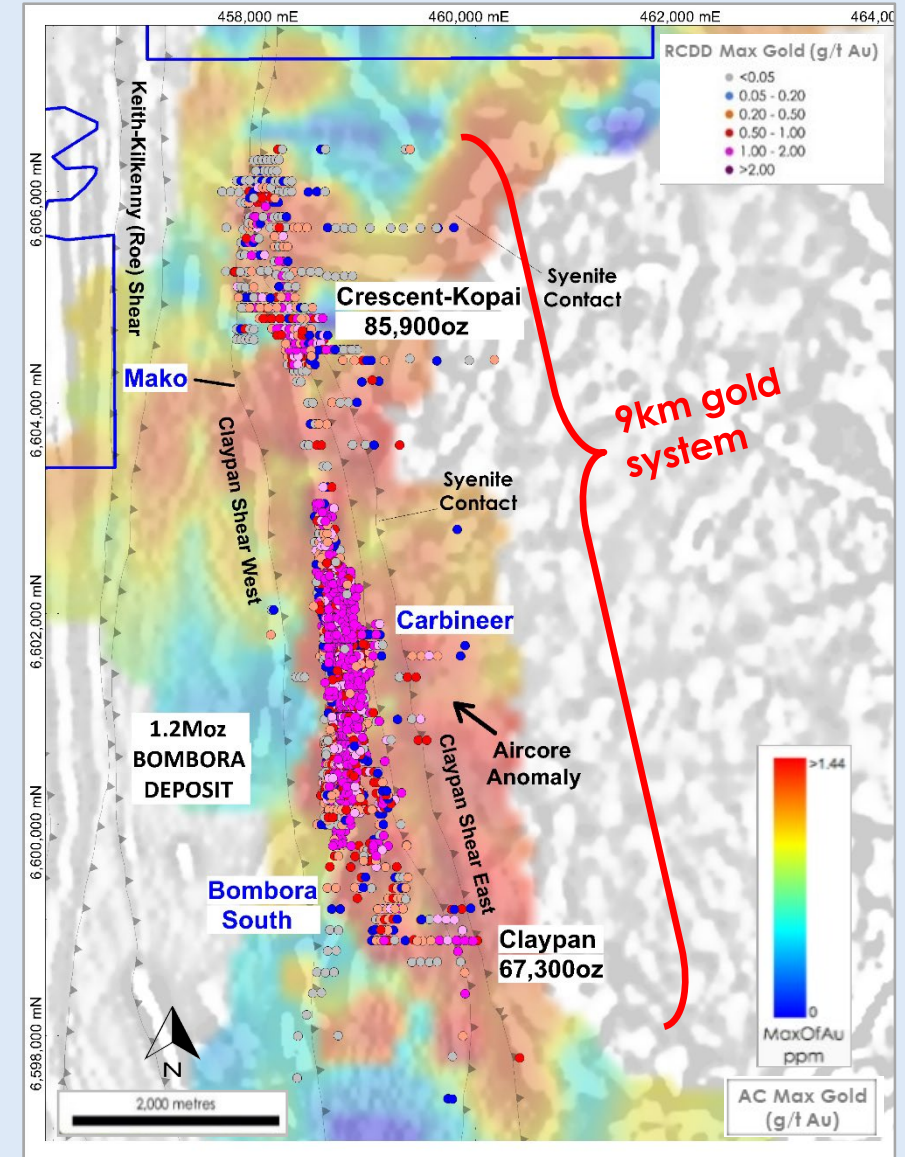 458,000 mE
460,000 mE
462,000 mE
464,00
RCDD Max Gold (g/t Au)
<0.05
0.05 - 0.20
0.20 - 0.50
0.50 - 1.00
1.00 - 2.00
>2.00
Keith-Kilkenny (Roe) Shear
6,606,000 mN
Syenite
Contact
Crescent-Kopai
85,900oz
Mako
6,604,000 mN
9km gold
system
Claypan Shear West
Syenite
Contact
6,602,000 mN
Carbineer
1.2Moz
BOMBORA
DEPOSIT
Aircore
Anomaly
Claypan Shear East
>1.44
0
MaxOfAu
ppm
6,600,000 mN
Bombora
South
Claypan
67,300oz
6,598,000 mN
N
2,000 metres
AC Max Gold
(g/t Au)